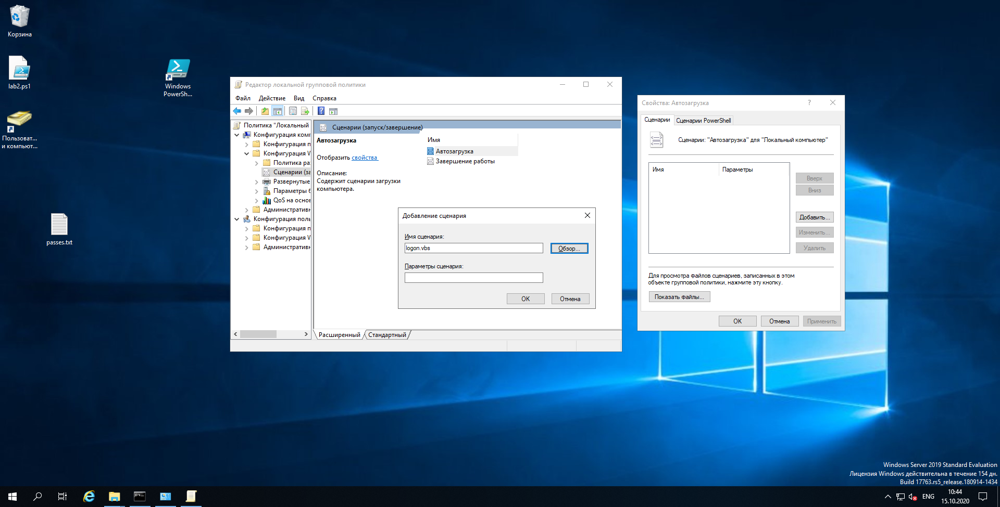 Корзина
lab2.ps1
Windows
PowerSh...
Пользоват...
и компьют...
passes.txt
Редактор локальной групповой политики
Файл Действие Вид Справка
Политика "Локальный
Конфигурация комп
Конфигурация п
Конфигурация W
Политика ра
Сценарии (за
Развернутые
Параметры б
QoS на осно
Административн
Конфигурация поль
Конфигурация п
Конфигурация W
Административн
Сценарии (запуск/завершение)
Автозагрузка
Отобразить свойства
Описание:
Содержит сценарии загрузки
компьютера.
Имя
Автозагрузка
Завершение работы
Расширенный Стандартный
Добавление сценария
Имя сценария:
logon.vbs
Обзор...
Параметры сценария:
OK Отмена
Свойства: Автозагрузка
?
Сценарии Сценарии PowerShell
Сценарии: "Автозагрузка" для "Локальный компьютер"
Имя Параметры
Вверх
Вниз
Добавить...
Изменить...
Удалить
Для просмотра файлов сценариев, записанных в этом
объекте групповой политики, нажмите эту кнопку.
Показать файлы...
OK Отмена Применить
Windows Server 2019 Standard Evaluation
Лицензия Windows действительна в течение 154 дн.
Build 17763.rs5_release.180914-1434
ENG
10:44
15.10.2020